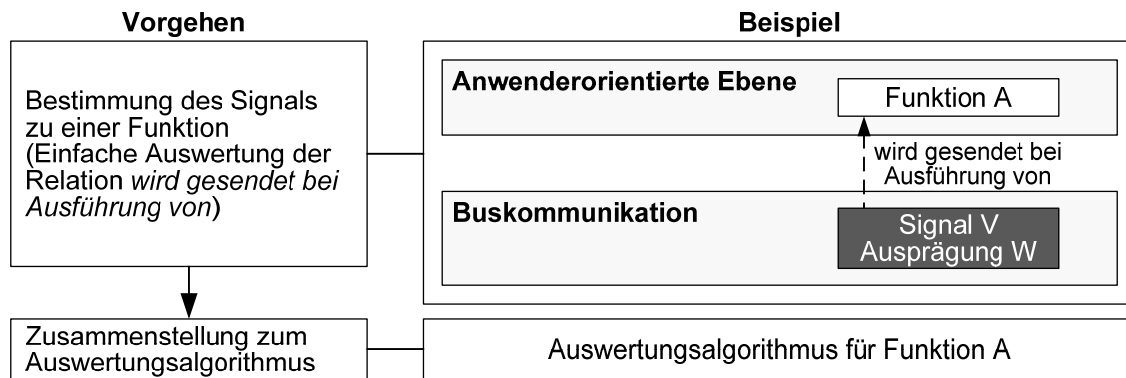 Vorgehen
Beispiel
Bestimmung des Signals
zu einer Funktion
(Einfache Auswertung der
Relation wird gesendet bei
Ausführung von)
Anwenderorientierte Ebene
Funktion A
wird gesendet bei
Ausführung von
Buskommunikation
Signal V
Ausprägung W
Zusammenstellung zum
Auswertungsalgorithmus
Auswertungsalgorithmus für Funktion A